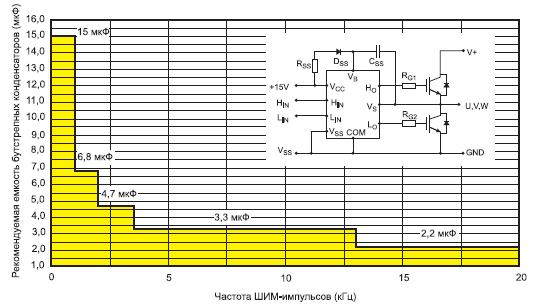 Рекомендуемая емкость бутстрепных конденсаторов (мкФ)
16,0
15,0
14,0
13,0
12,0
11,0
10,0
9,0
8,0
7,0
6,0
5,0
4,0
3,0
2,0
1,0
15 мкФ
6,8 мкФ
4,7 мкФ
3,3 мкФ
2,2 мкФ
RSS
DSS
CSS
V+
+15V
VCC
VB
HO
RG1
HIN
HIN
VS
U,V,W
LIN
LIN
LO
RG2
VSS COM
VSS
GND
0 5 10 15 20
Частота ШИМ-импульсов (кГц)